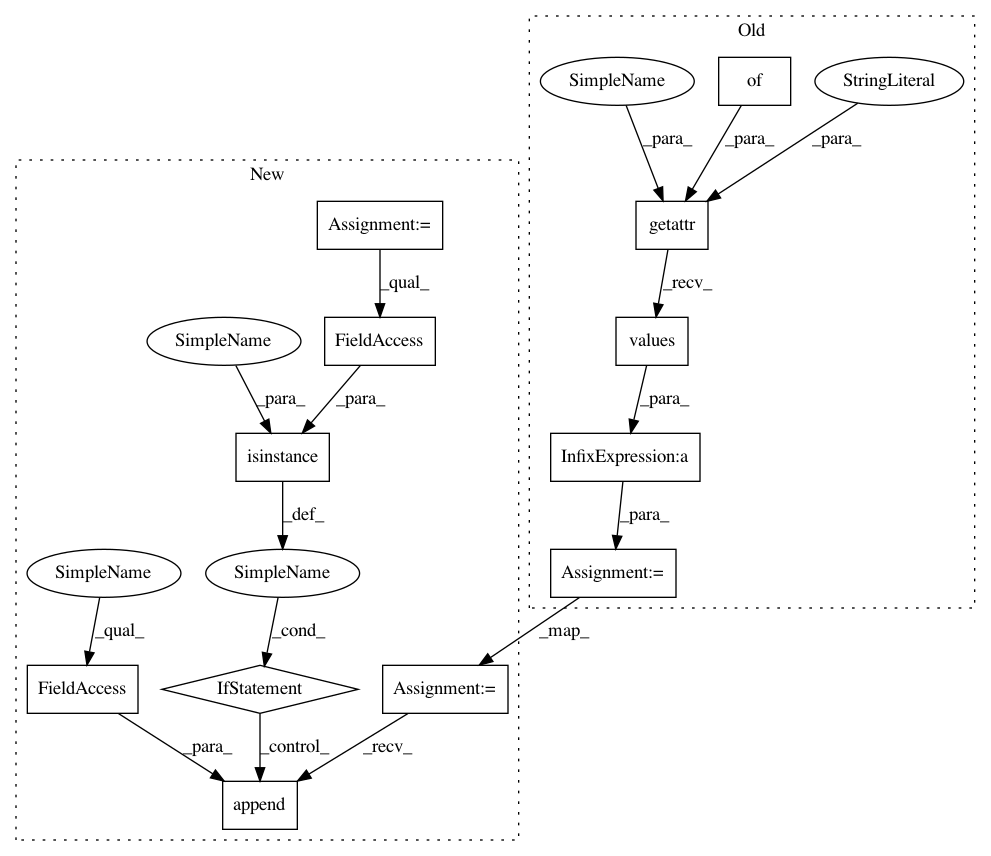 Old
SimpleName
of
StringLiteral
_para_
_para_
_para_
New
Assignment:=
getattr
_qual_
_recv_
SimpleName
FieldAccess
values
_para_
_para_
_para_
isinstance
InfixExpression:a
_def_
_para_
SimpleName
SimpleName
Assignment:=
_qual_
_cond_
_map_
FieldAccess
IfStatement
Assignment:=
_para_
_control_
_recv_
append